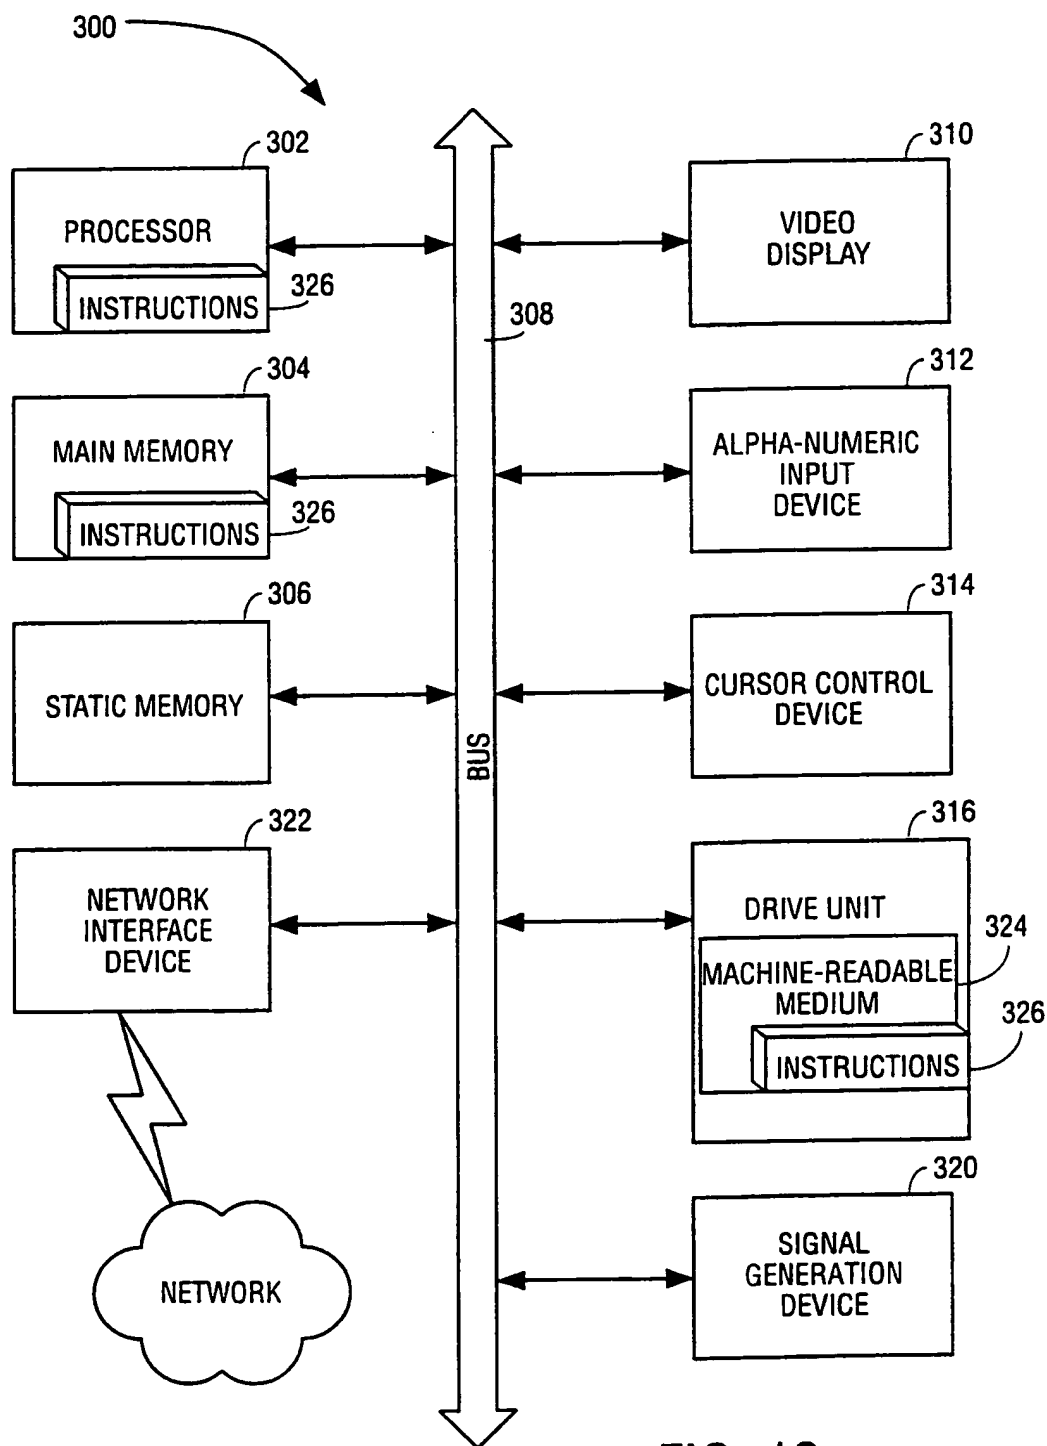 300
302
PROCESSOR
INSTRUCTIONS
326
304
MAIN MEMORY
INSTRUCTIONS
326
306
STATIC MEMORY
322
NETWORK
INTERFACE
DEVICE
NETWORK
308
BUS
310
VIDEO
DISPLAY
312
ALPHA-NUMERIC
INPUT
DEVICE
314
CURSOR CONTROL
DEVICE
316
DRIVE UNIT
324
MACHINE-READABLE
MEDIUM
326
INSTRUCTIONS
320
SIGNAL
GENERATION
DEVICE